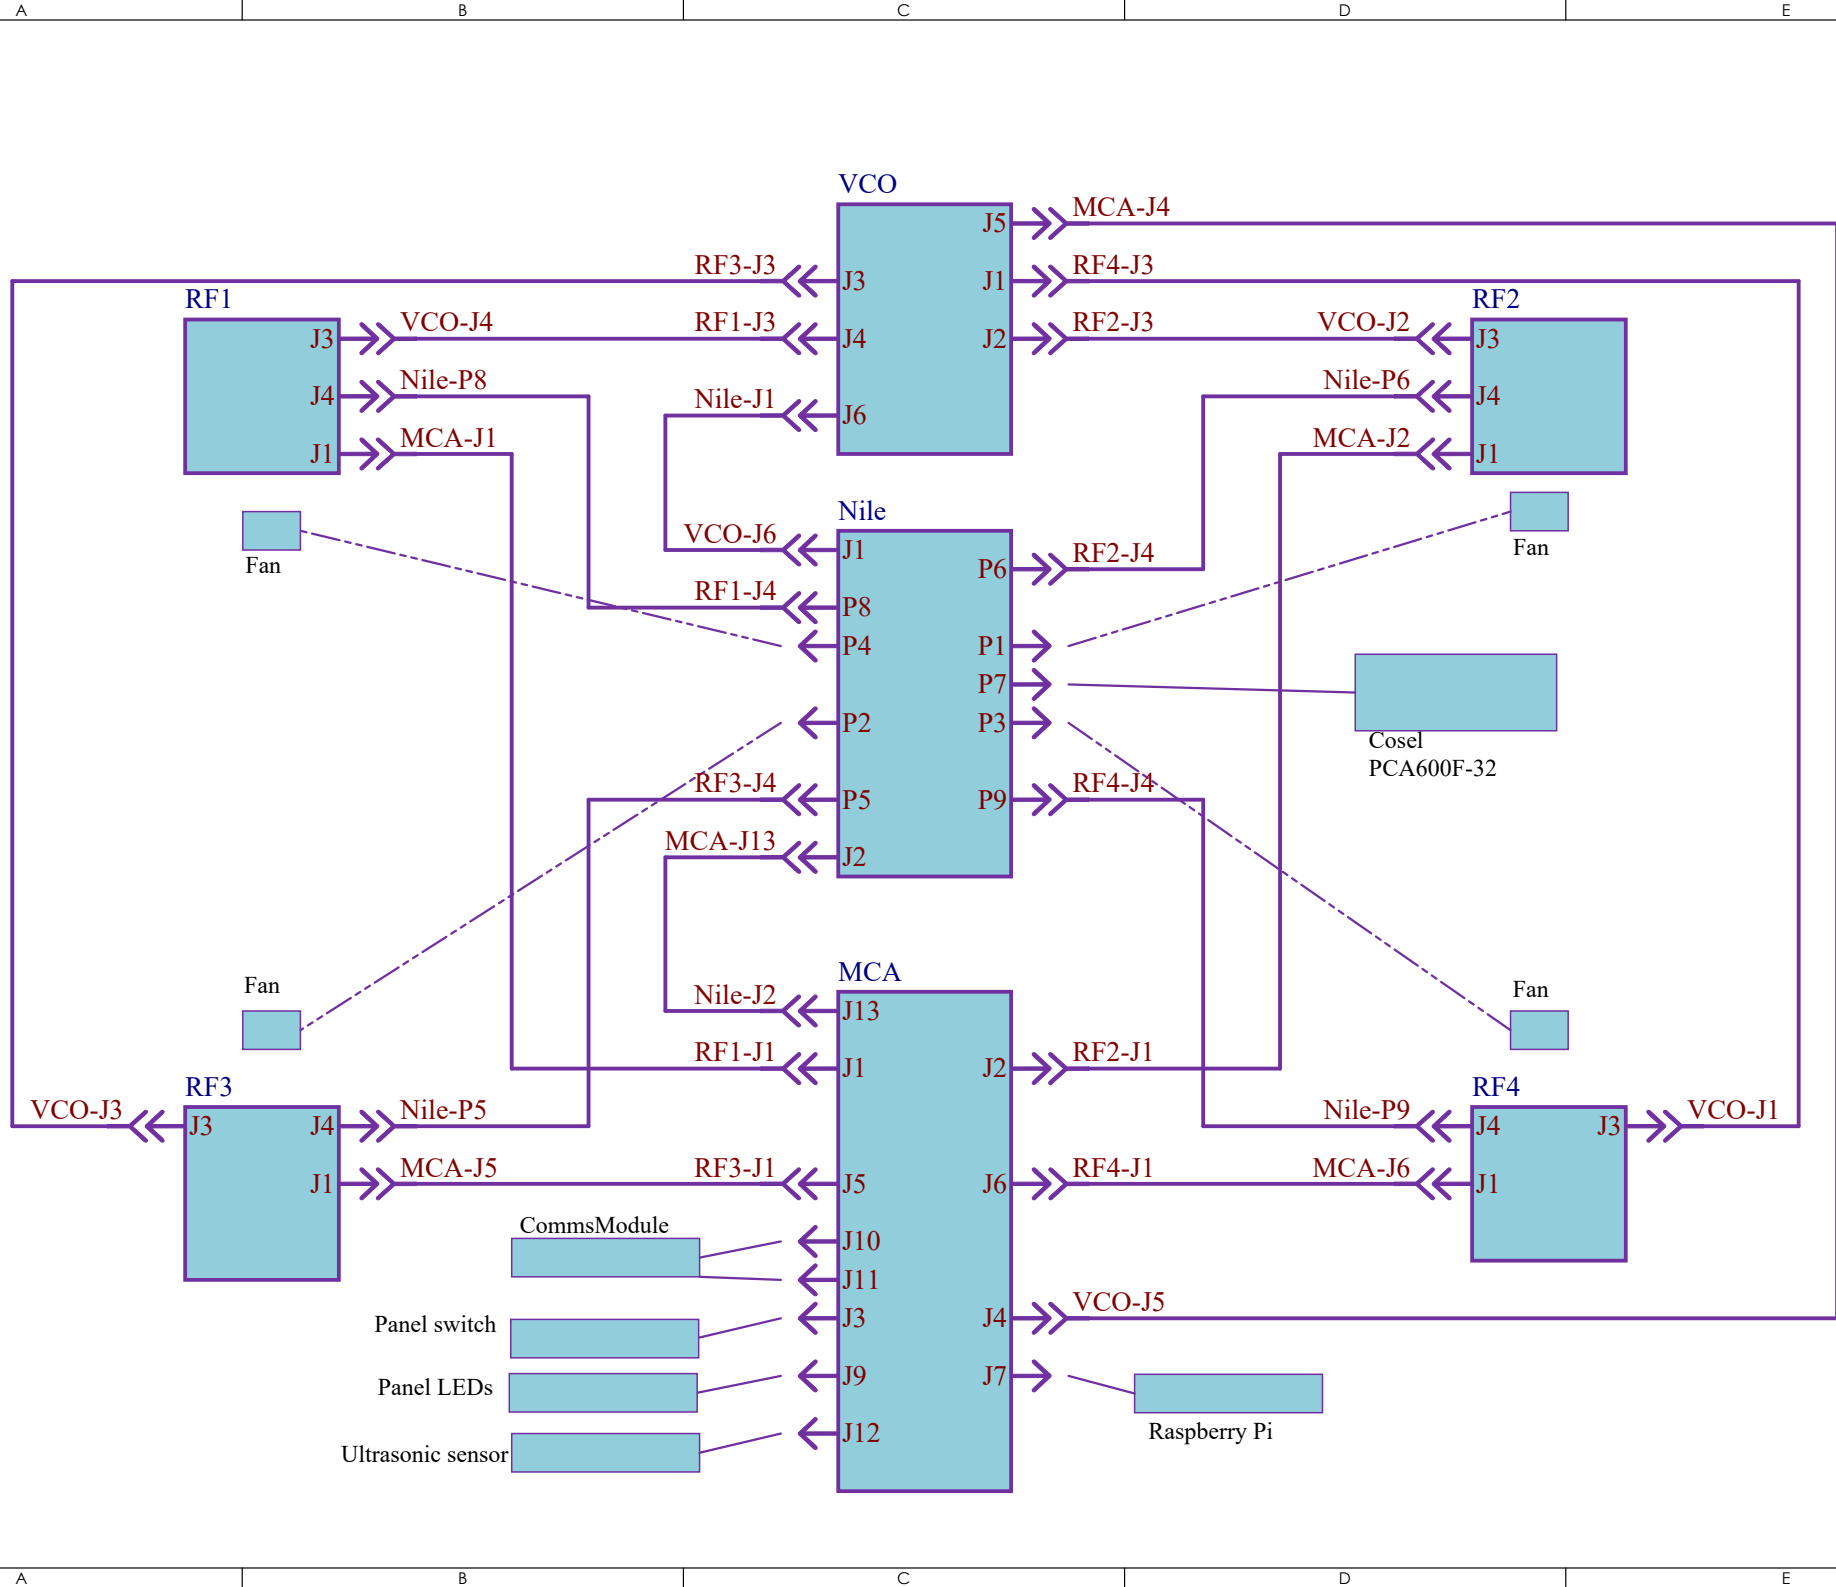 A B C D E
VCO
J5 MCA-J4
RF3-J3 J3 J1 RF4-J3
RF1 RF2
J3 VCO-J4 RF1-J3 J4 J2 RF2-J3 VCO-J2 J3
J4 Nile-P8 Nile-P6 J4
Nile-J1 J6
J1 MCA-J1 MCA-J2 J1
Nile
Fan Fan
VCO-J6 J1
P6 RF2-J4
RF1-J4 P8
P4 P1
P7
P2 P3
Cosel
PCA600F-32
RF3-J4 P5 P9 RF4-J4
MCA-J13 J2
MCA
Fan Fan
Nile-J2 J13
RF1-J1 J1 J2 RF2-J1
RF3 RF4
VCO-J3 J3 J4 Nile-P5 Nile-P9 J4 J3 VCO-J1
J1 MCA-J5 RF3-J1 J5 J6 RF4-J1 MCA-J6 J1
CommsModule J10
J11
Panel switch J3 J4 VCO-J5
Panel LEDs J9 J7
Raspberry Pi
Ultrasonic sensor J12
A B C D E